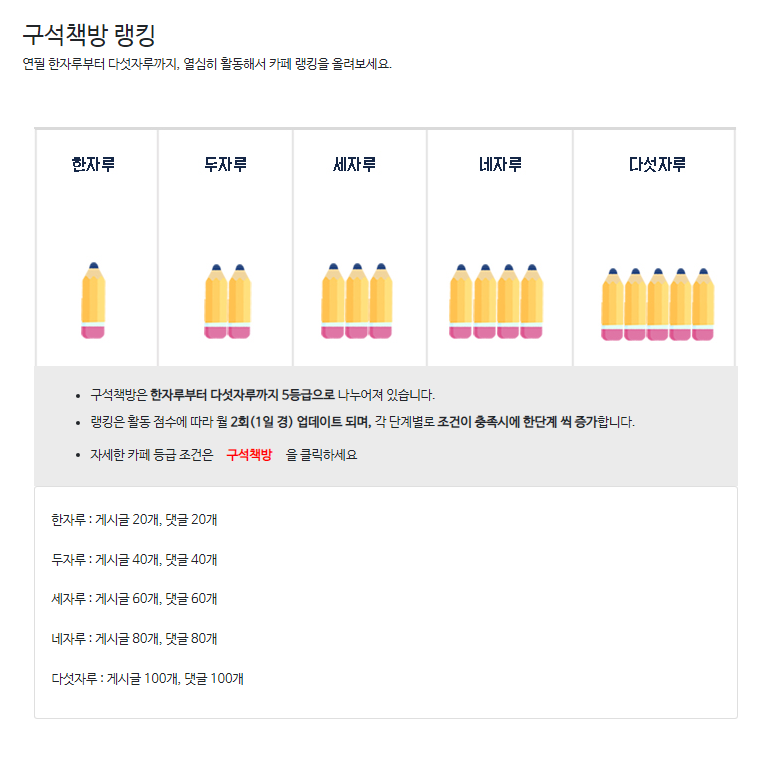 구석책방 랭킹
연필 한자루부터 다섯자루까지, 열심히 활동해서 카페 랭킹을 올려보세요.
한자루 두자루 세자루 네자루 다섯자루
• 구석책방은 한자루부터 다섯자루까지 5등급으로 나누어져 있습니다.
• 랭킹은 활동 점수에 따라 월 2회(1일 경) 업데이트 되며, 각 단계별로 조건이 충족시에 한단계 씩 증가합니다.
• 자세한 카페 등급 조건은 구석책방 을 클릭하세요
한자루 : 게시글 20개, 댓글 20개
두자루 : 게시글 40개, 댓글 40개
세자루 : 게시글 60개, 댓글 60개
네자루 : 게시글 80개, 댓글 80개
다섯자루 : 게시글 100개, 댓글 100개